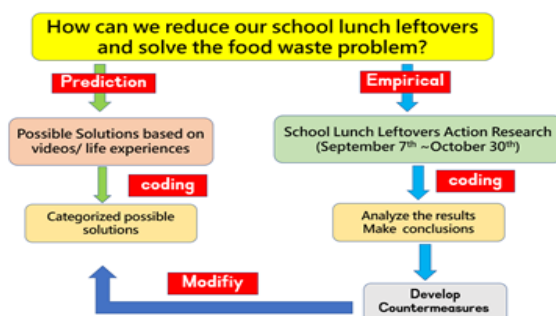 How can we reduce our school lunch leftovers
and solve the food waste problem?
Prediction
Empirical
Possible Solutions based on
videos/ life experiences
School Lunch Leftovers Action Research
(September 7th ~October 30th)
coding
coding
Categorized possible
solutions
Analyze the results
Make conclusions
Modifiy
Develop
Countermeasures